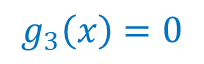 g₃(x) = 0